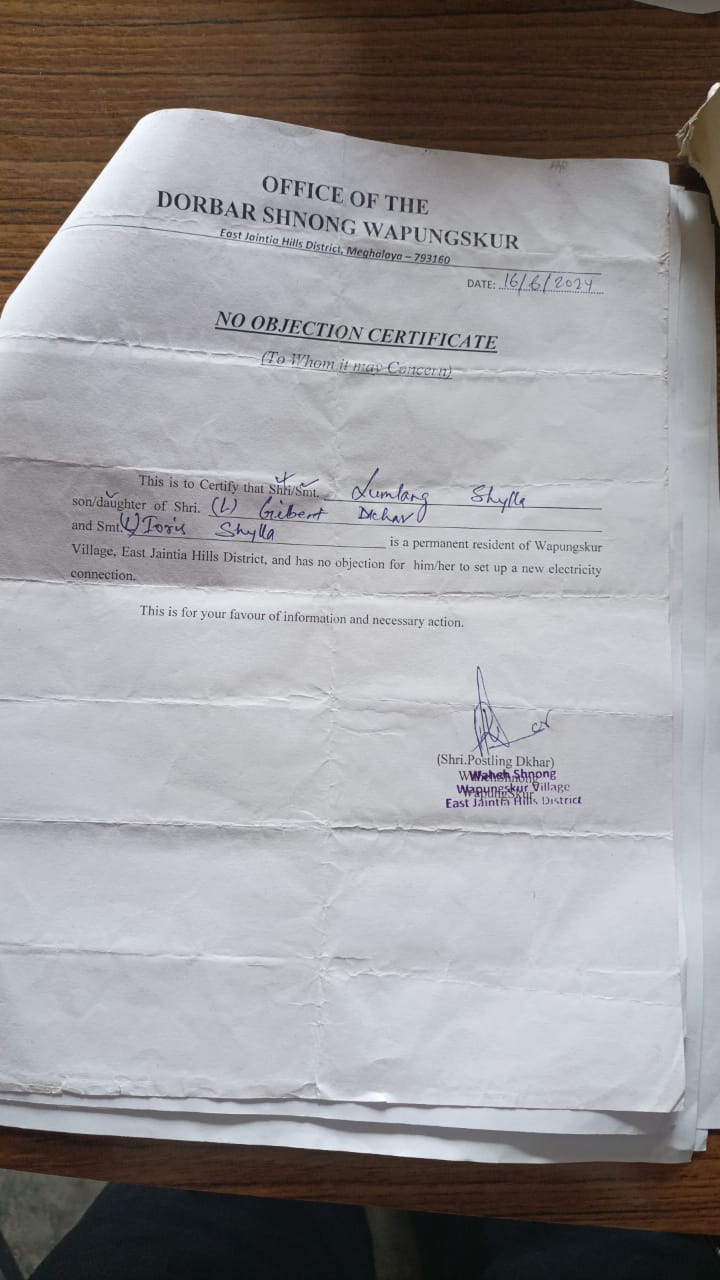 OFFICE OF THE
DORBAR SHNONG WAPUNGSKUR
East Jaintia Hills District, Meghalaya – 793160
DATE: 16/6/2024
NO OBJECTION CERTIFICATE
(To Whom it may Concern)
This is to Certify that Shri/Smt. Lumlang Shylla
son/daughter of Shri. (L) Gilbert Dkhar
and Smt. (L) Ioris Shylla is a permanent resident of Wapungskur
Village, East Jaintia Hills District, and has no objection for him/her to set up a new electricity
connection.
This is for your favour of information and necessary action.
(Shri.Postling Dkhar)
Waheh Shnong
Wapungskur Village
East Jaintia Hills District